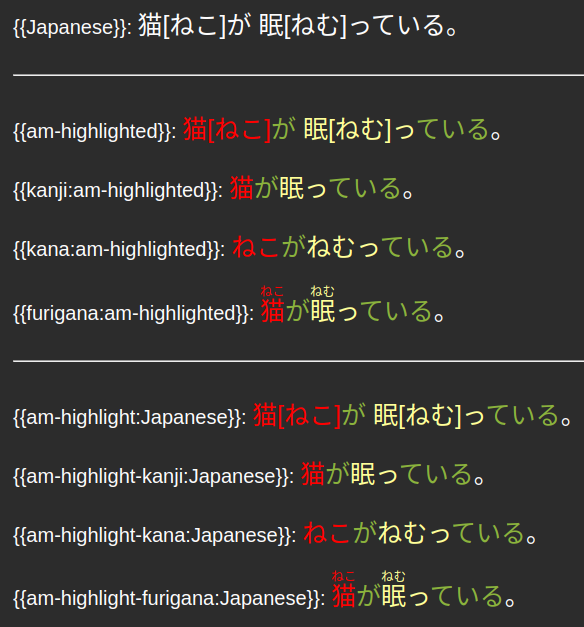 {{Japanese}}: 猫[ねこ]が 眠[ねむ]っている。
{{am-highlighted}}: 猫[ねこ]が 眠[ねむ]っている。
{{kanji:am-highlighted}}: 猫が眠っている。
{{kana:am-highlighted}}: ねこがねむっている。
ねこ ねむ
{{furigana:am-highlighted}}: 猫が眠っている。
{{am-highlight:Japanese}}: 猫[ねこ]が 眠[ねむ]っている。
{{am-highlight-kanji:Japanese}}: 猫が眠っている。
{{am-highlight-kana:Japanese}}: ねこがねむっている。
ねこ ねむ
{{am-highlight-furigana:Japanese}}: 猫が眠っている。